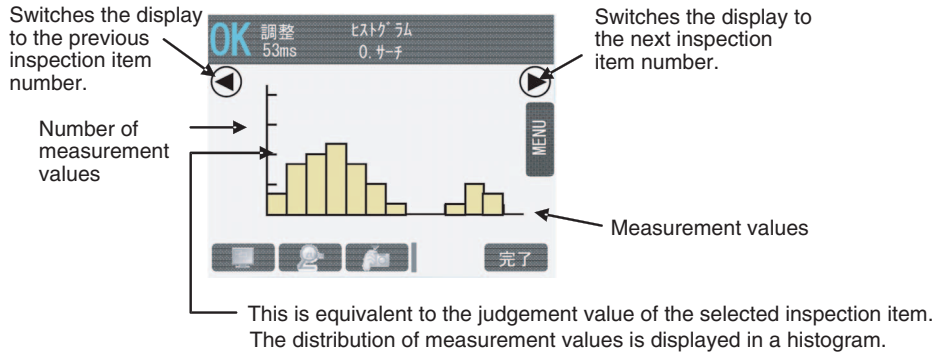 Switches the display
to the previous
inspection item
number.
Switches the display to
the next inspection
item number.
OK 調整 ヒストグラム
53ms 0.サーチ
MENU
Number of
measurement
values
Measurement values
完了
This is equivalent to the judgement value of the selected inspection item.
The distribution of measurement values is displayed in a histogram.